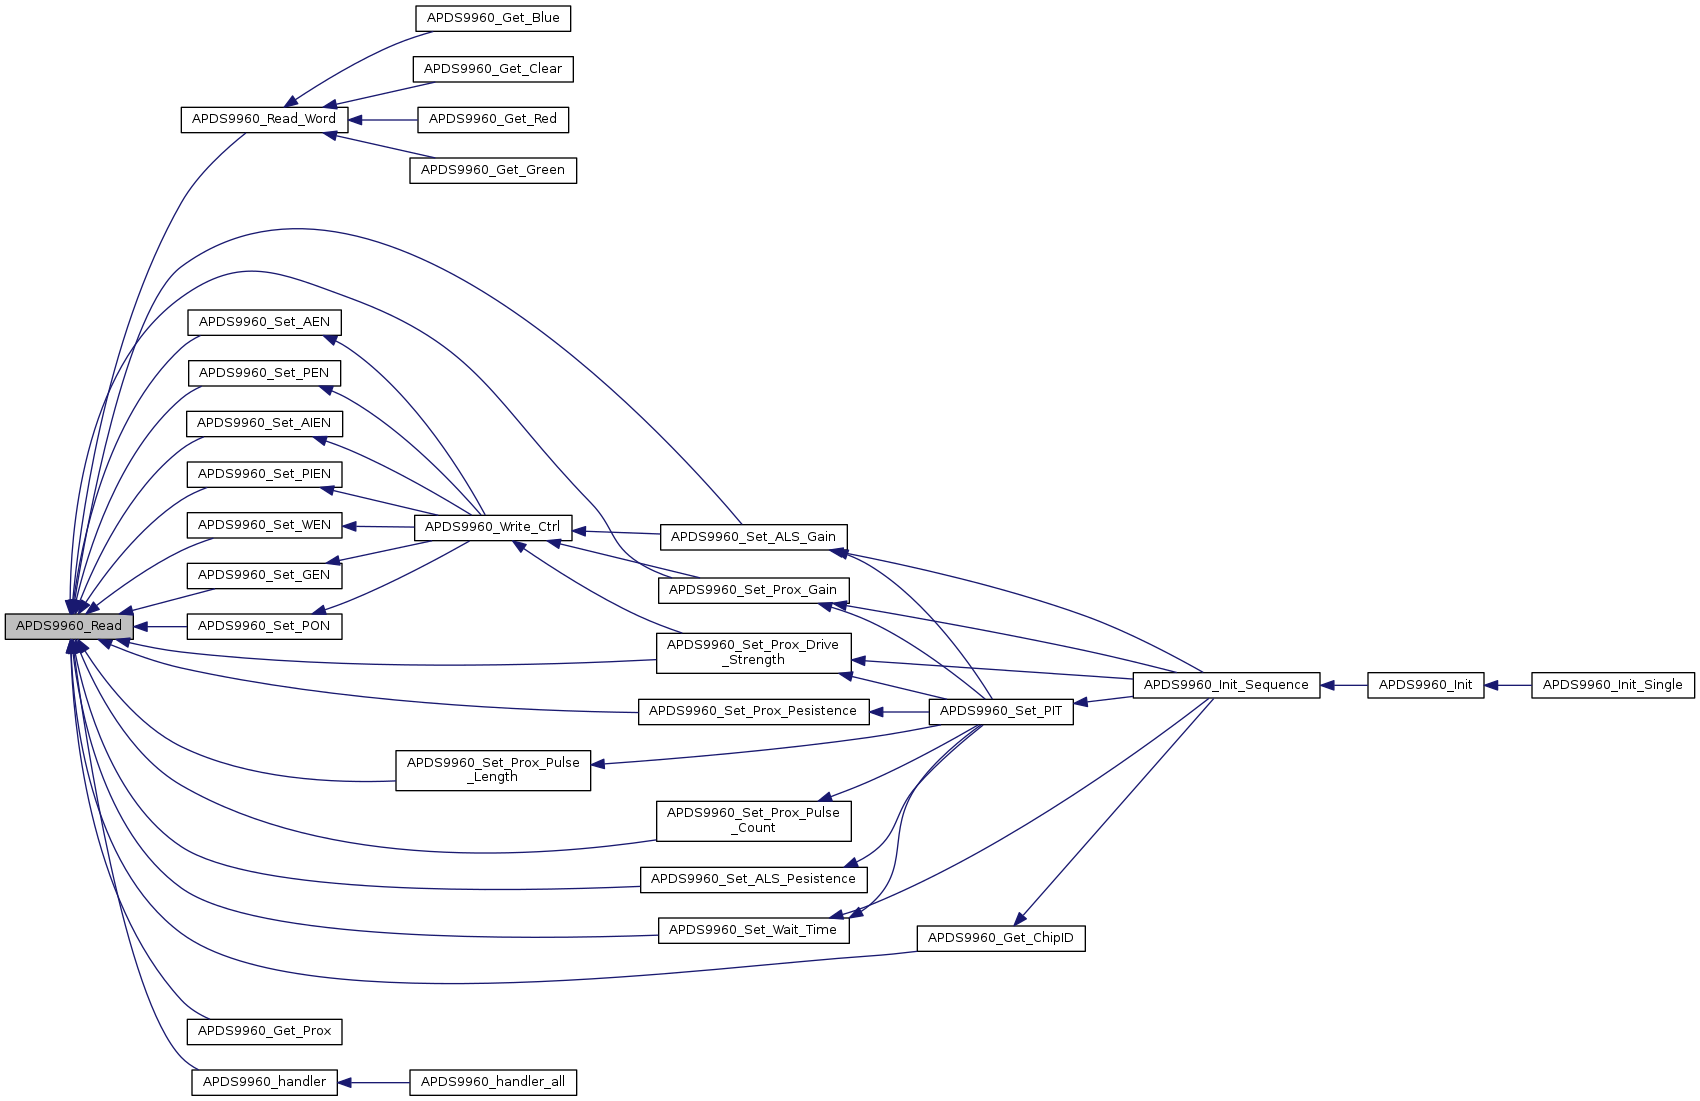 APDS9960_Get_Blue
APDS9960_Get_Clear
APDS9960_Read_Word
APDS9960_Get_Red
APDS9960_Get_Green
APDS9960_Set_AEN
APDS9960_Set_PEN
APDS9960_Set_AIEN
APDS9960_Set_PIEN
APDS9960_Set_WEN
APDS9960_Write_Ctrl
APDS9960_Set_ALS_Gain
APDS9960_Set_GEN
APDS9960_Set_Prox_Gain
APDS9960_Read
APDS9960_Set_PON
APDS9960_Set_Prox_Drive
_Strength
APDS9960_Init_Sequence
APDS9960_Init
APDS9960_Init_Single
APDS9960_Set_Prox_Pesistence
APDS9960_Set_PIT
APDS9960_Set_Prox_Pulse
_Length
APDS9960_Set_Prox_Pulse
_Count
APDS9960_Set_ALS_Pesistence
APDS9960_Set_Wait_Time
APDS9960_Get_ChipID
APDS9960_Get_Prox
APDS9960_handler
APDS9960_handler_all